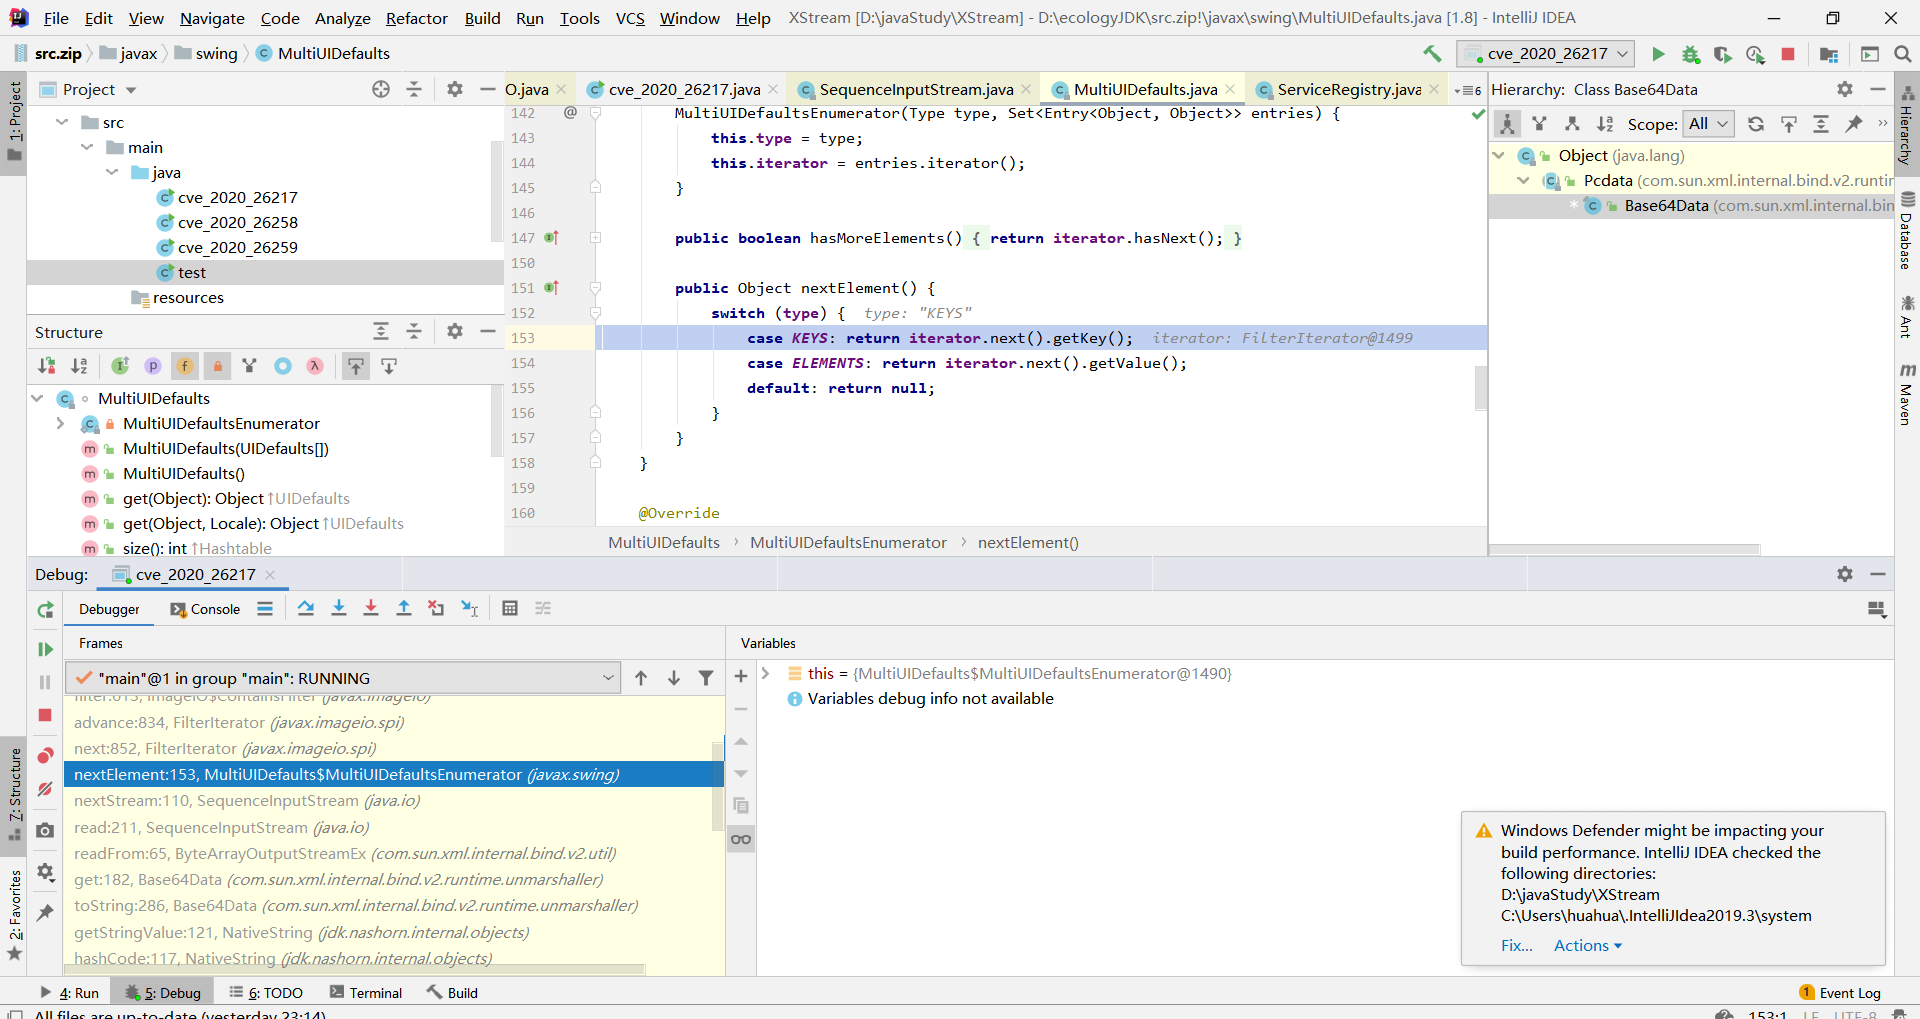 File Edit View Navigate Code Analyze Refactor Build Run Tools VCS Window Help XStream [D:\javaStudy\XStream] - D:\ecologyJDK\src.zip!\javax\swing\MultiUIDefaults.java [1.8] - IntelliJ IDEA
src.zip javax swing MultiUIDefaults
cve_2020_26217
1: Project
Project
src
main
java
cve_2020_26217
cve_2020_26258
cve_2020_26259
test
resources
Structure
MultiUIDefaults
MultiUIDefaultsEnumerator
MultiUIDefaults(UIDefaults[])
MultiUIDefaults()
get(Object): Object ↑UIDefaults
get(Object, Locale): Object ↑UIDefaults
size(): int ↑Hashtable
O.java cve_2020_26217.java SequenceInputStream.java MultiUIDefaults.java ServiceRegistry.java 6
142 @ MultiUIDefaultsEnumerator(Type type, Set<Entry<Object, Object>> entries) {
143 this.type = type;
144 this.iterator = entries.iterator();
145 }
146
147 public boolean hasMoreElements() { return iterator.hasNext(); }
150
151 public Object nextElement() {
152 switch (type) { type: "KEYS"
153 case KEYS: return iterator.next().getKey(); iterator: FilterIterator@1499
154 case ELEMENTS: return iterator.next().getValue();
155 default: return null;
156 }
157 }
158 }
159
160 @Override
MultiUIDefaults › MultiUIDefaultsEnumerator › nextElement()
Hierarchy: Class Base64Data
Scope: All
Object (java.lang)
Pcdata (com.sun.xml.internal.bind.v2.runtir
* Base64Data (com.sun.xml.internal.bin
Hierarchy
Database
Ant
Maven
Debug: cve_2020_26217
Debugger Console
Frames
"main"@1 in group "main": RUNNING
filter:615, ImageIO$ContainsFilter (javax.imageio)
advance:834, FilterIterator (javax.imageio.spi)
next:852, FilterIterator (javax.imageio.spi)
nextElement:153, MultiUIDefaults$MultiUIDefaultsEnumerator (javax.swing)
nextStream:110, SequenceInputStream (java.io)
read:211, SequenceInputStream (java.io)
readFrom:65, ByteArrayOutputStreamEx (com.sun.xml.internal.bind.v2.util)
get:182, Base64Data (com.sun.xml.internal.bind.v2.runtime.unmarshaller)
toString:286, Base64Data (com.sun.xml.internal.bind.v2.runtime.unmarshaller)
getStringValue:121, NativeString (jdk.nashorn.internal.objects)
hashCode:117, NativeString (jdk.nashorn.internal.objects)
Variables
this = {MultiUIDefaults$MultiUIDefaultsEnumerator@1490}
Variables debug info not available
Windows Defender might be impacting your
build performance. IntelliJ IDEA checked the
following directories:
D:\javaStudy\XStream
C:\Users\huahua\.IntelliJIdea2019.3\system
Fix... Actions
7: Structure
2: Favorites
4: Run 5: Debug 6: TODO Terminal Build
1 Event Log
All files are up-to-date (yesterday 23:14)
153:1 LF UTF-8